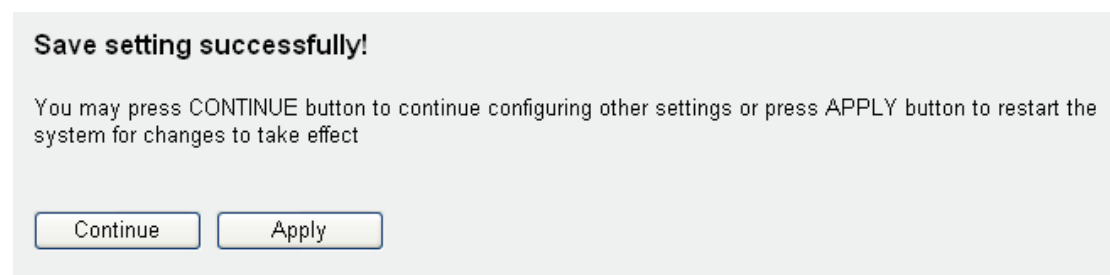 Save setting successfully!
You may press CONTINUE button to continue configuring other settings or press APPLY button to restart the
system for changes to take effect
Continue Apply